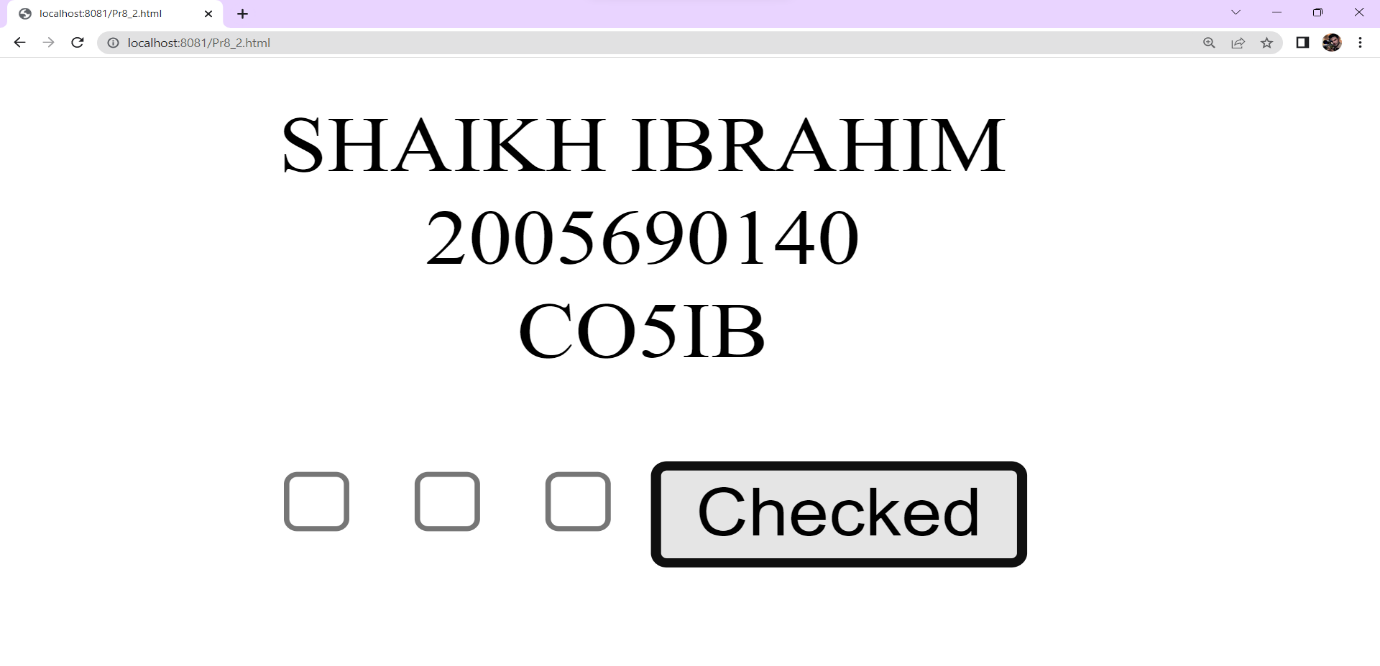 localhost:8081/Pr8_2.html
localhost:8081/Pr8_2.html
SHAIKH IBRAHIM
2005690140
CO5IB
Checked